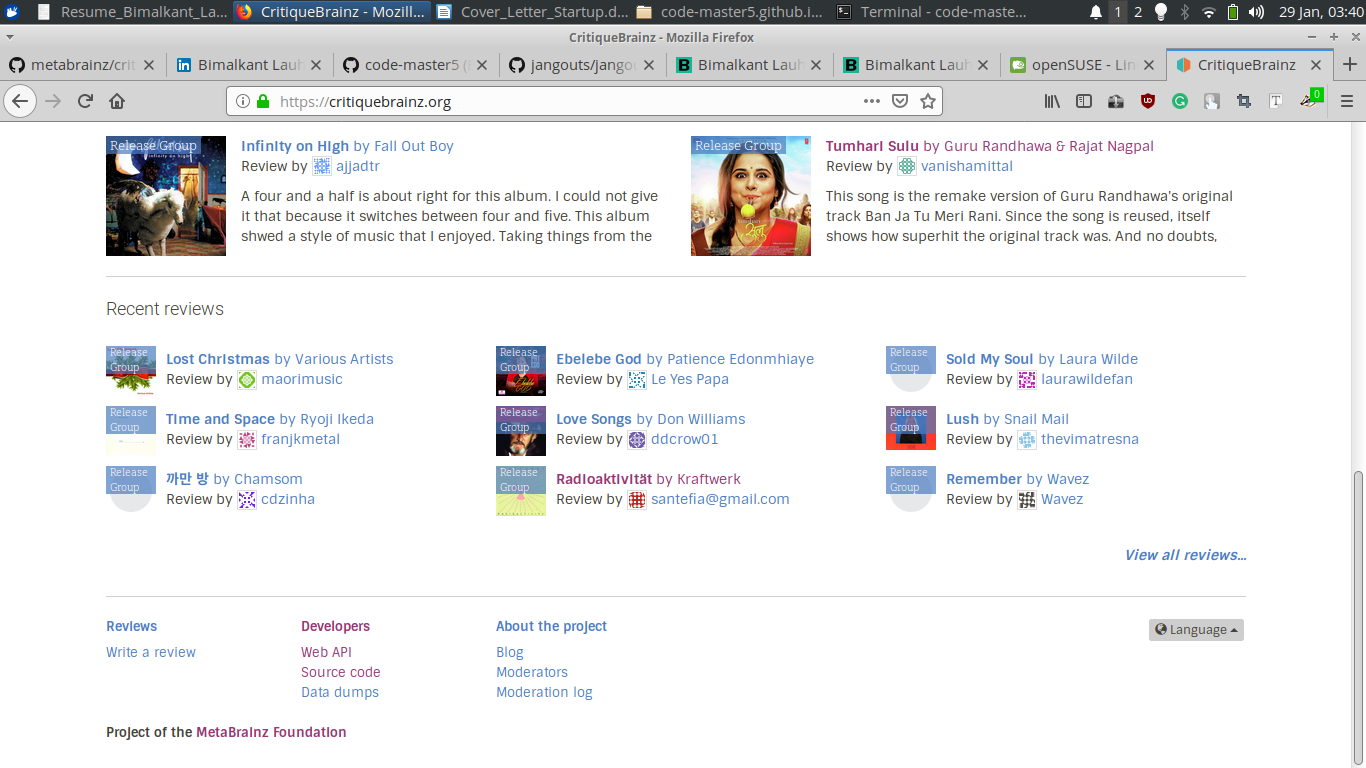 Resume_Bimalkant_La...
CritiqueBrainz - Mozill...
Cover_Letter_Startup.d...
code-master5.github.i...
Terminal - code-maste...
1
2
29 Jan, 03:40
CritiqueBrainz - Mozilla Firefox
metabrainz/crit
Bimalkant Lauh
code-master5 (
jangouts/jango
Bimalkant Lauh
Bimalkant Lauh
openSUSE - Lin
CritiqueBrainz
https://critiquebrainz.org
0
Release Group
Infinity on High by Fall Out Boy
Review by ajjadtr
A four and a half is about right for this album. I could not give
it that because it switches between four and five. This album
shwed a style of music that I enjoyed. Taking things from the
Release Group
Tumhari Sulu by Guru Randhawa & Rajat Nagpal
Review by vanishamittal
This song is the remake version of Guru Randhawa's original
track Ban Ja Tu Meri Rani. Since the song is reused, itself
shows how superhit the original track was. And no doubts,
Recent reviews
Release
Group
Lost Christmas by Various Artists
Review by maorimusic
Release
Group
Ebelebe God by Patience Edonmhiaye
Review by Le Yes Papa
Release
Group
Sold My Soul by Laura Wilde
Review by laurawildefan
Release
Group
Time and Space by Ryoji Ikeda
Review by franjkmetal
Release
Group
Love Songs by Don Williams
Review by ddcrow01
Release
Group
Lush by Snail Mail
Review by thevimatresna
Release
Group
까만 방 by Chamsom
Review by cdzinha
Release
Group
Radioaktivität by Kraftwerk
Review by santefia@gmail.com
Release
Group
Remember by Wavez
Review by Wavez
View all reviews...
Reviews
Write a review
Developers
Web API
Source code
Data dumps
About the project
Blog
Moderators
Moderation log
Language
Project of the MetaBrainz Foundation